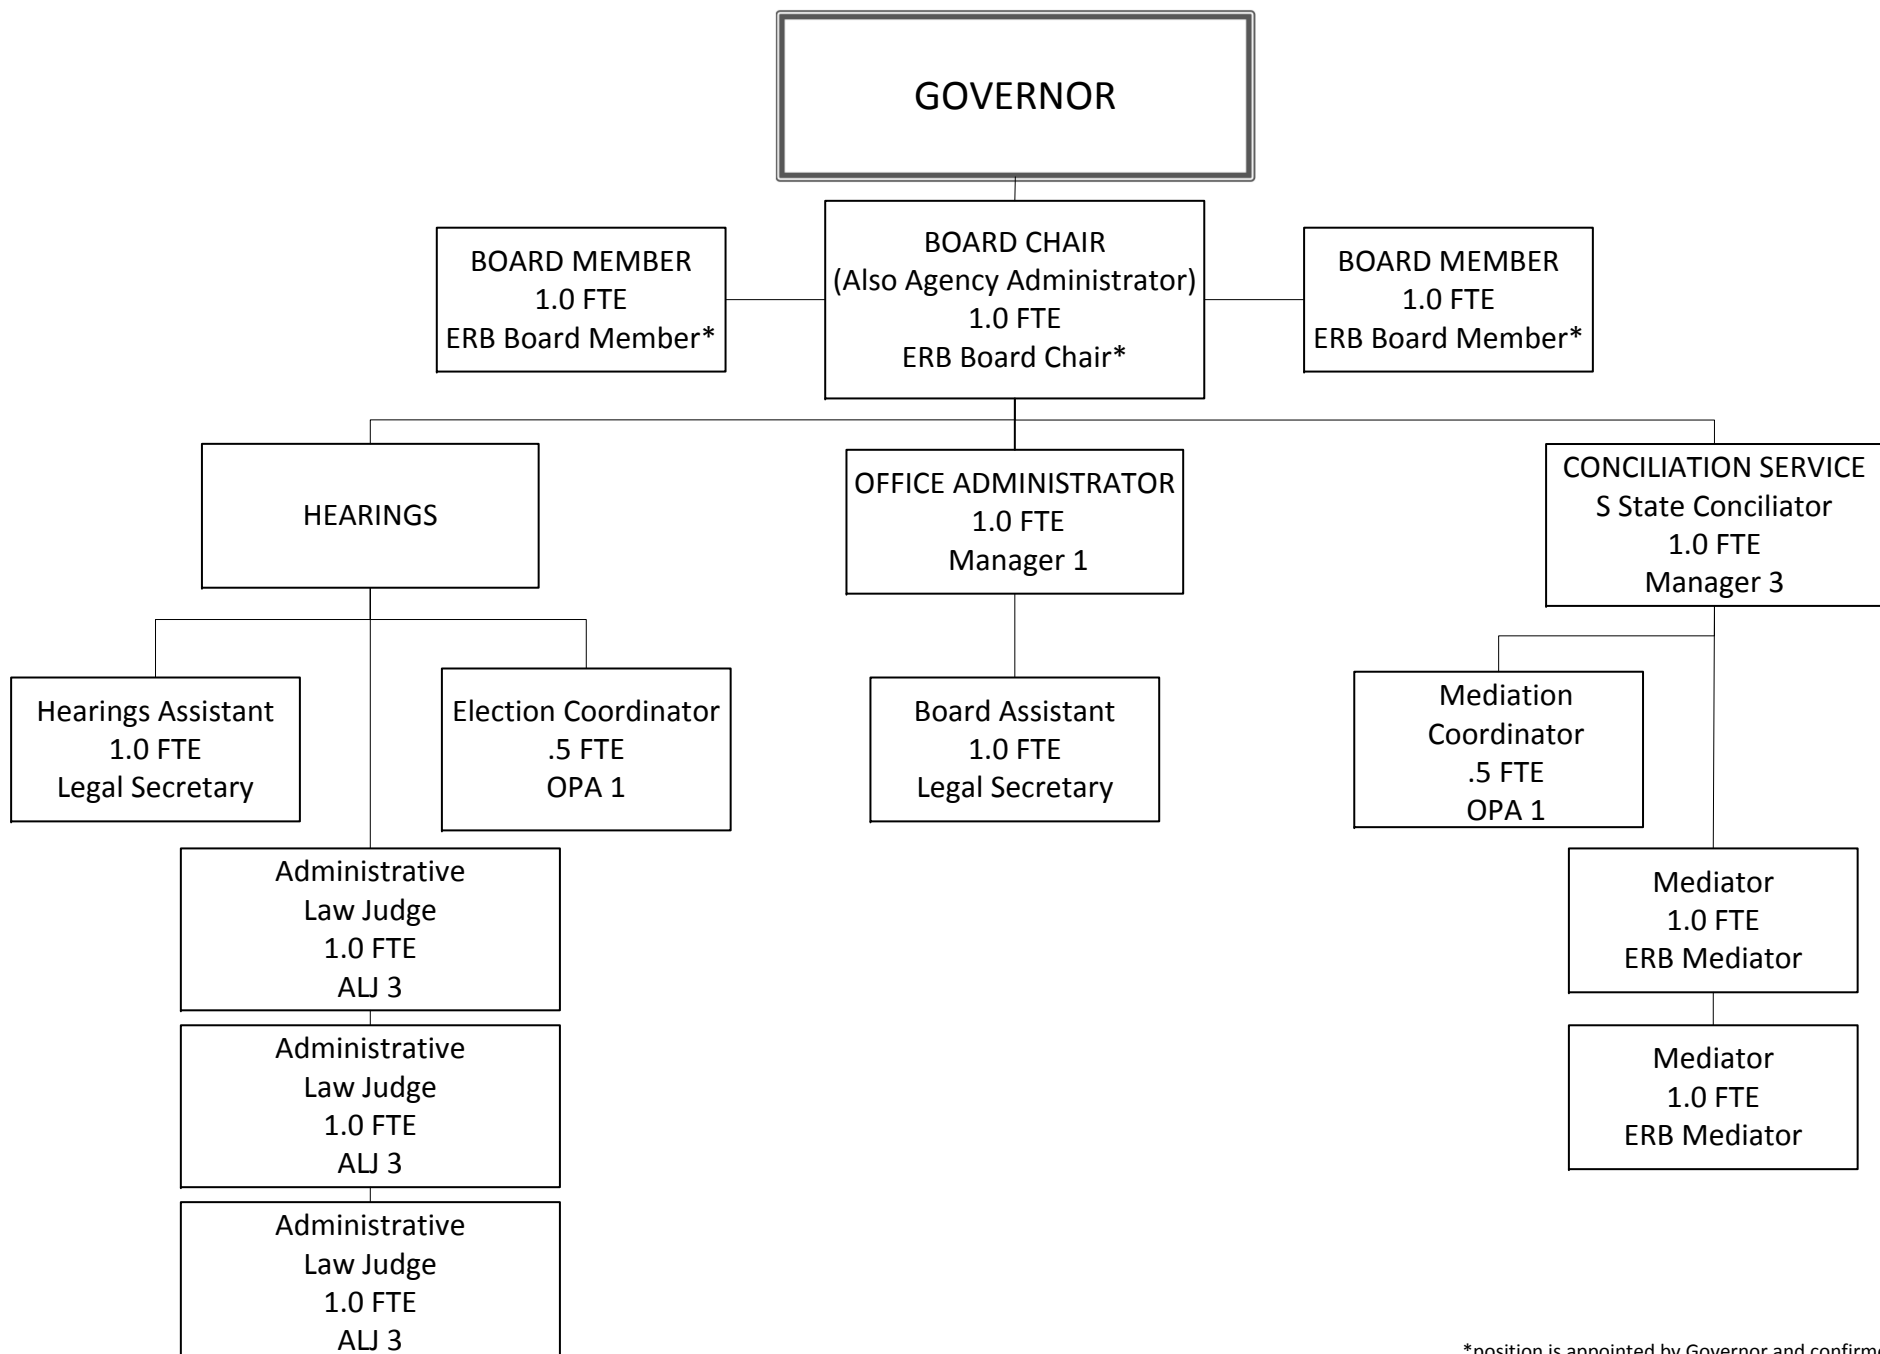 GOVERNOR
BOARD MEMBER
1.0 FTE
ERB Board Member*
BOARD CHAIR
(Also Agency Administrator)
1.0 FTE
ERB Board Chair*
BOARD MEMBER
1.0 FTE
ERB Board Member*
HEARINGS
OFFICE ADMINISTRATOR
1.0 FTE
Manager 1
CONCILIATION SERVICE
S State Conciliator
1.0 FTE
Manager 3
Hearings Assistant
1.0 FTE
Legal Secretary
Election Coordinator
.5 FTE
OPA 1
Board Assistant
1.0 FTE
Legal Secretary
Mediation
Coordinator
.5 FTE
OPA 1
Administrative
Law Judge
1.0 FTE
ALJ 3
Mediator
1.0 FTE
ERB Mediator
Administrative
Law Judge
1.0 FTE
ALJ 3
Mediator
1.0 FTE
ERB Mediator
Administrative
Law Judge
1.0 FTE
ALJ 3
*position is appointed by Governor and